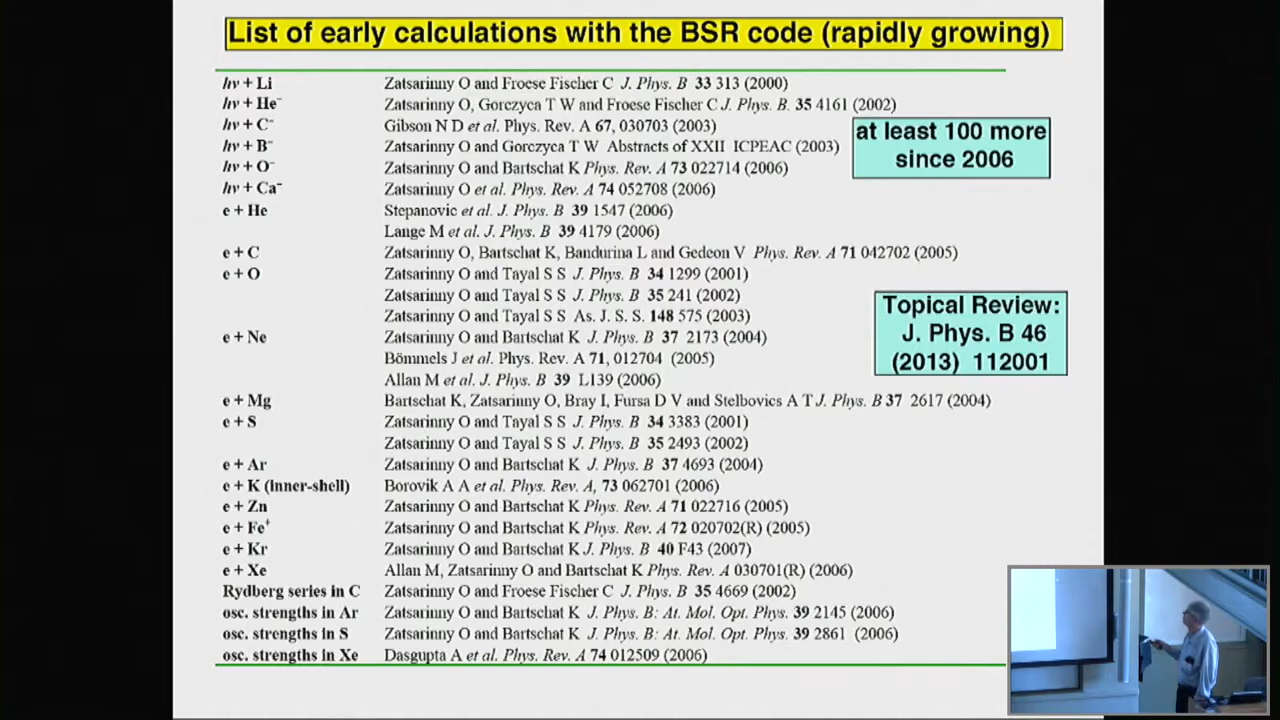 List of early calculations with the BSR code (rapidly growing)
hν + Li Zatsarinny O and Froese Fischer C J. Phys. B 33 313 (2000)
hν + He⁻ Zatsarinny O, Gorczyca T W and Froese Fischer C J. Phys. B. 35 4161 (2002)
hν + C⁻ Gibson N D et al. Phys. Rev. A 67, 030703 (2003)
hν + B⁻ Zatsarinny O and Gorczyca T W Abstracts of XXII ICPEAC (2003)
hν + O⁻ Zatsarinny O and Bartschat K Phys. Rev. A 73 022714 (2006)
hν + Ca⁻ Zatsarinny O et al. Phys. Rev. A 74 052708 (2006)
at least 100 more
since 2006
e + He Stepanovic et al. J. Phys. B 39 1547 (2006)
Lange M et al. J. Phys. B 39 4179 (2006)
e + C Zatsarinny O, Bartschat K, Bandurina L and Gedeon V Phys. Rev. A 71 042702 (2005)
e + O Zatsarinny O and Tayal S S J. Phys. B 34 1299 (2001)
Zatsarinny O and Tayal S S J. Phys. B 35 241 (2002)
Zatsarinny O and Tayal S S As. J. S. S. 148 575 (2003)
e + Ne Zatsarinny O and Bartschat K J. Phys. B 37 2173 (2004)
Bömmels J et al. Phys. Rev. A 71, 012704 (2005)
Allan M et al. J. Phys. B 39 L139 (2006)
Topical Review:
J. Phys. B 46
(2013) 112001
e + Mg Bartschat K, Zatsarinny O, Bray I, Fursa D V and Stelbovics A T J. Phys. B 37 2617 (2004)
e + S Zatsarinny O and Tayal S S J. Phys. B 34 3383 (2001)
Zatsarinny O and Tayal S S J. Phys. B 35 2493 (2002)
e + Ar Zatsarinny O and Bartschat K J. Phys. B 37 4693 (2004)
e + K (inner-shell) Borovik A A et al. Phys. Rev. A, 73 062701 (2006)
e + Zn Zatsarinny O and Bartschat K Phys. Rev. A 71 022716 (2005)
e + Fe⁺ Zatsarinny O and Bartschat K Phys. Rev. A 72 020702(R) (2005)
e + Kr Zatsarinny O and Bartschat K J. Phys. B 40 F43 (2007)
e + Xe Allan M, Zatsarinny O and Bartschat K Phys. Rev. A 030701(R) (2006)
Rydberg series in C Zatsarinny O and Froese Fischer C J. Phys. B 35 4669 (2002)
osc. strengths in Ar Zatsarinny O and Bartschat K J. Phys. B: At. Mol. Opt. Phys. 39 2145 (2006)
osc. strengths in S Zatsarinny O and Bartschat K J. Phys. B: At. Mol. Opt. Phys. 39 2861 (2006)
osc. strengths in Xe Dasgupta A et al. Phys. Rev. A 74 012509 (2006)